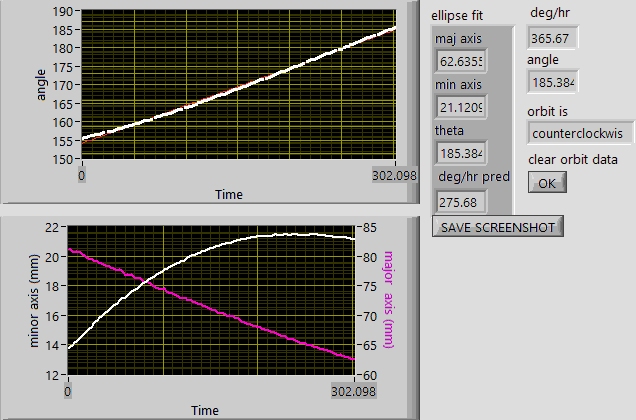 190
185
180
175
170
165
160
155
150
angle
0
302.098
Time
22
20
18
16
14
12
minor axis (mm)
85
80
75
70
65
60
major axis (mm)
0
302.098
Time
ellipse fit
maj axis
62.6355
min axis
21.1209
theta
185.384
deg/hr pred
275.68
SAVE SCREENSHOT
deg/hr
365.67
angle
185.384
orbit is
counterclockwis
clear orbit data
OK